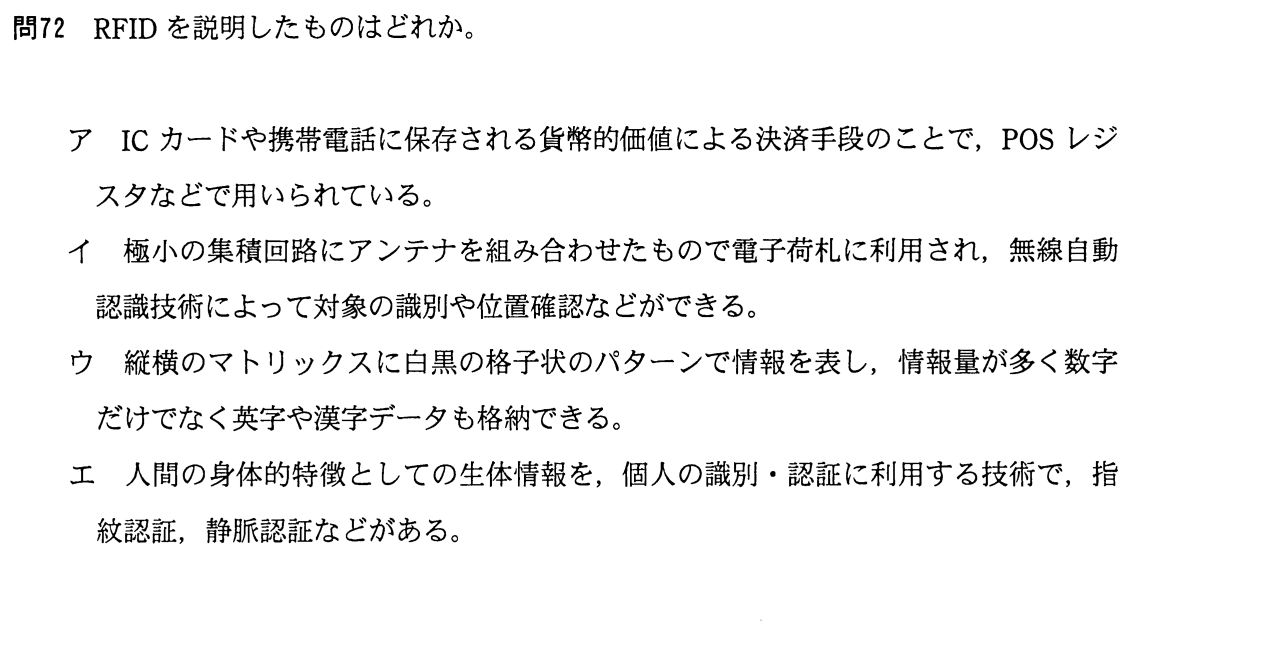 問72 RFID を説明したものはどれか。
ア IC カードや携帯電話に保存される貨幣的価値による決済手段のことで，POS レジ
スタなどで用いられている。
イ 極小の集積回路にアンテナを組み合わせたもので電子荷札に利用され，無線自動
認識技術によって対象の識別や位置確認などができる。
ウ 縦横のマトリックスに白黒の格子状のパターンで情報を表し，情報量が多く数字
だけでなく英字や漢字データも格納できる。
エ 人間の身体的特徴としての生体情報を，個人の識別・認証に利用する技術で，指
紋認証，静脈認証などがある。